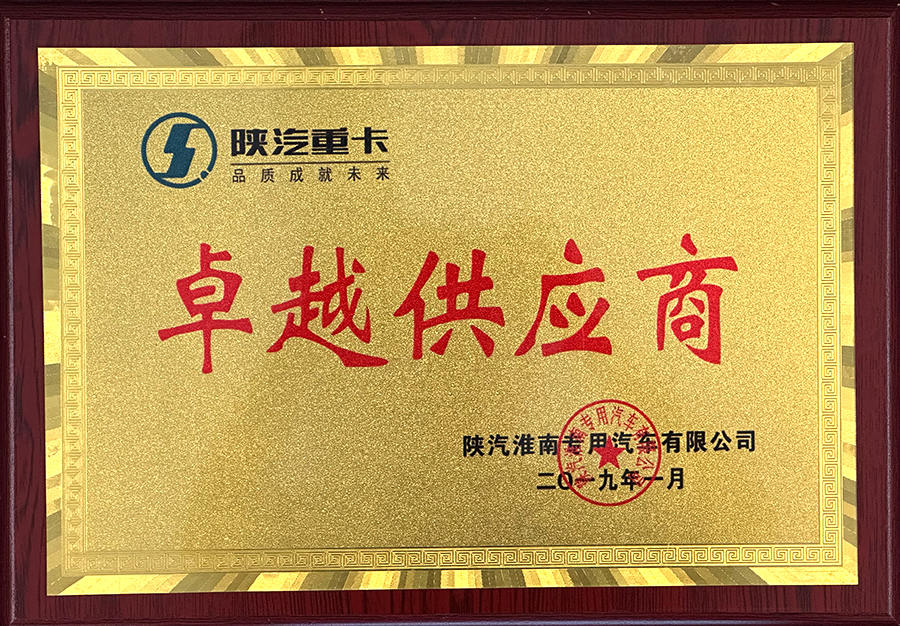 陕汽重卡
品质成就未来
卓越供应商
陕汽淮南专用汽车有限公司
二〇一九年一月